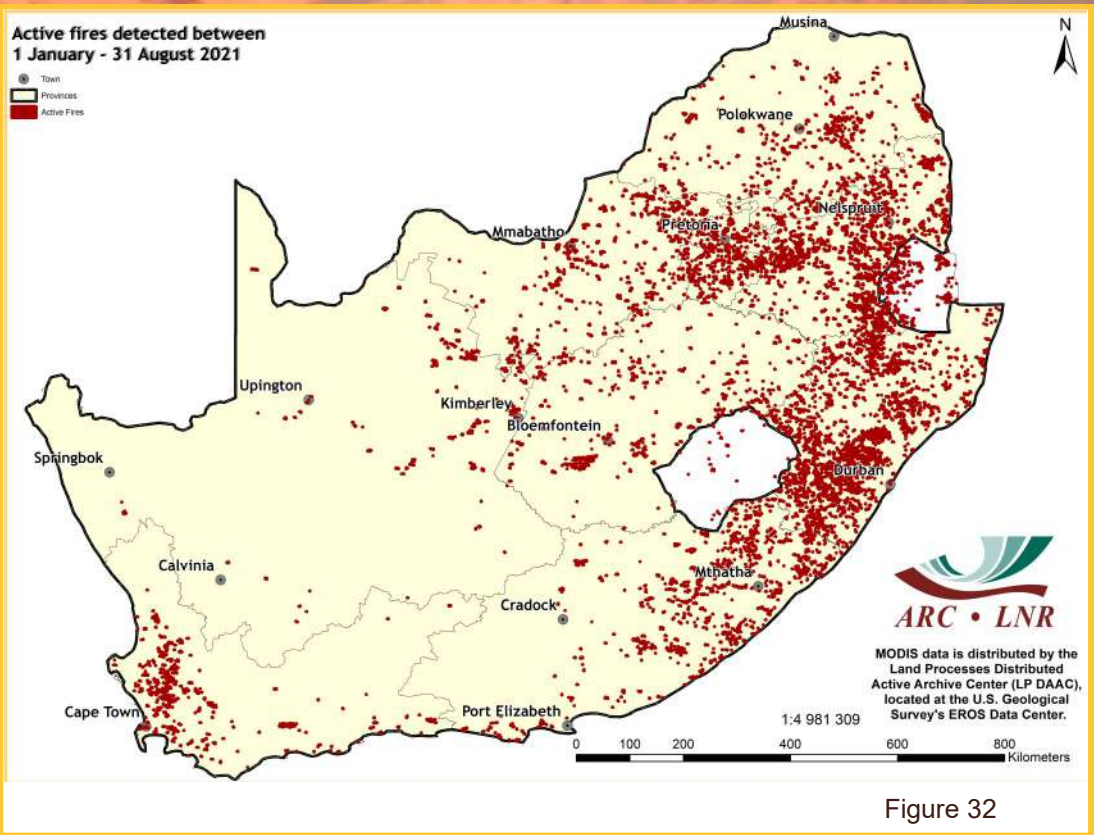 Active fires detected between
1 January - 31 August 2021
Town
Provinces
Active Fires
N
Musina
Polokwane
Nelspruit
Pretoria
Mmabatho
Upington
Kimberley
Bloemfontein
Springbok
Durban
Calvinia
Mthatha
Cradock
Cape Town
Port Elizabeth
ARC • LNR
MODIS data is distributed by the
Land Processes Distributed
Active Archive Center (LP DAAC),
located at the U.S. Geological
Survey's EROS Data Center.
1:4 981 309
0 100 200 400 600 800
Kilometers
Figure 32